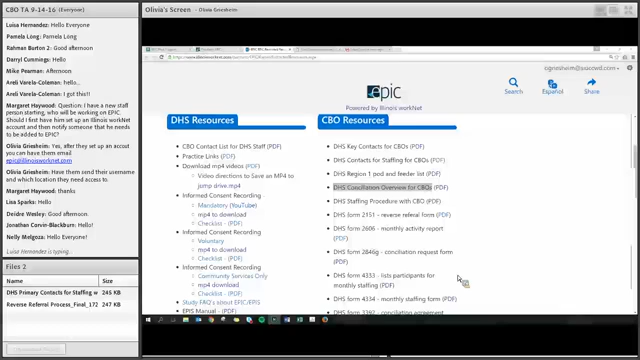 CBO TA 9-14-16 (Everyone)
Luisa Hernandez: Hello Everyone
Pamela Long: Pamela Long
Rahman Borton 2: Good afternoon
Darryl Cummings: Hello
Mike Pearman: Afternoon
Areli Varela-Coleman: hello..
Areli Varela-Coleman: I got this!!
Margaret Haywood: Question: I have a new staff
person starting, who will be working on EPIC.
Should I first have him set up an Illinois workNet
account and then notify someone that he needs
to be added to EPIC?
Olivia Griesheim: Yes, after they set up an accout
you can have them email
epic@illinoisworknet.com
Olivia Griesheim: Have them send their username
and which location they need access to.
Margaret Haywood: thanks
Lisa Sparks: Hello
Deidre Wesley: Good afternoon
Jonathan Corvin-Blackburn: Hello!
Nelly Melgoza: Hello Everyone!
Luisa Hernandez is typing...
Files 2
Name
Size
DHS Primary Contacts for Staffing w
245 KB
Reverse Referral Process_Final_172
247 KB
Olivia's Screen - Olivia Griesheim
epic
Powered by Illinois workNet
Search
Español
Share
DHS Resources
CBO Contact List for DHS Staff (PDF)
Practice Links (PDF)
Download mp4 videos (PDF)
Video directions to Save an MP4 to
jump drive.mp4
Informed Consent Recording
Mandatory (YouTube)
mp4 to download
Checklist - (PDF)
Informed Consent Recording
Voluntary
mp4 to download
Checklist - (PDF)
Informed Consent Recording
Community Services Only
mp4 download
Checklist - (PDF)
Study FAQ's about EPIC/EPIS
EPIS Manual - (PDF)
CBO Resources
DHS Key Contacts for CBOs (PDF)
DHS Contacts for Staffing for CBOs (PDF)
DHS Region 1 pod and feeder list (PDF)
DHS Conciliation Overview for CBOs (PDF)
DHS Staffing Procedure with CBO (PDF)
DHS form 2151 - reverse referral form (PDF)
DHS form 2606 - monthly activity report
(PDF)
DHS form 2846g - conciliation request form
(PDF)
DHS form 4333 - lists participants for
monthly staffing (PDF)
DHS form 4334 - monthly staffing form (PDF)